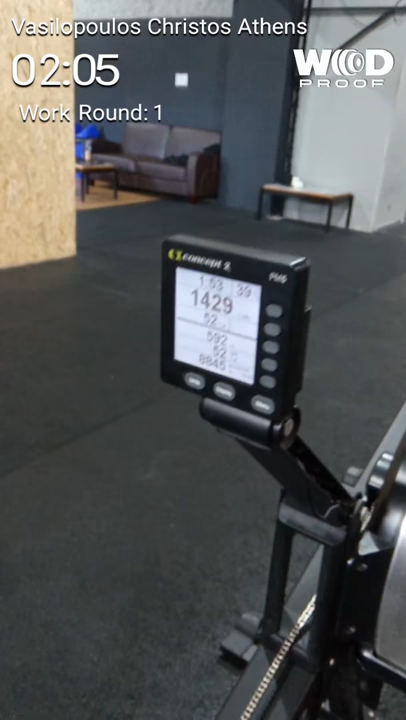 Vasilopoulos Christos Athens
02:05
WOD
PROOF
Work Round: 1
concept 2
PM5
1:53 39
1429
52
592
52